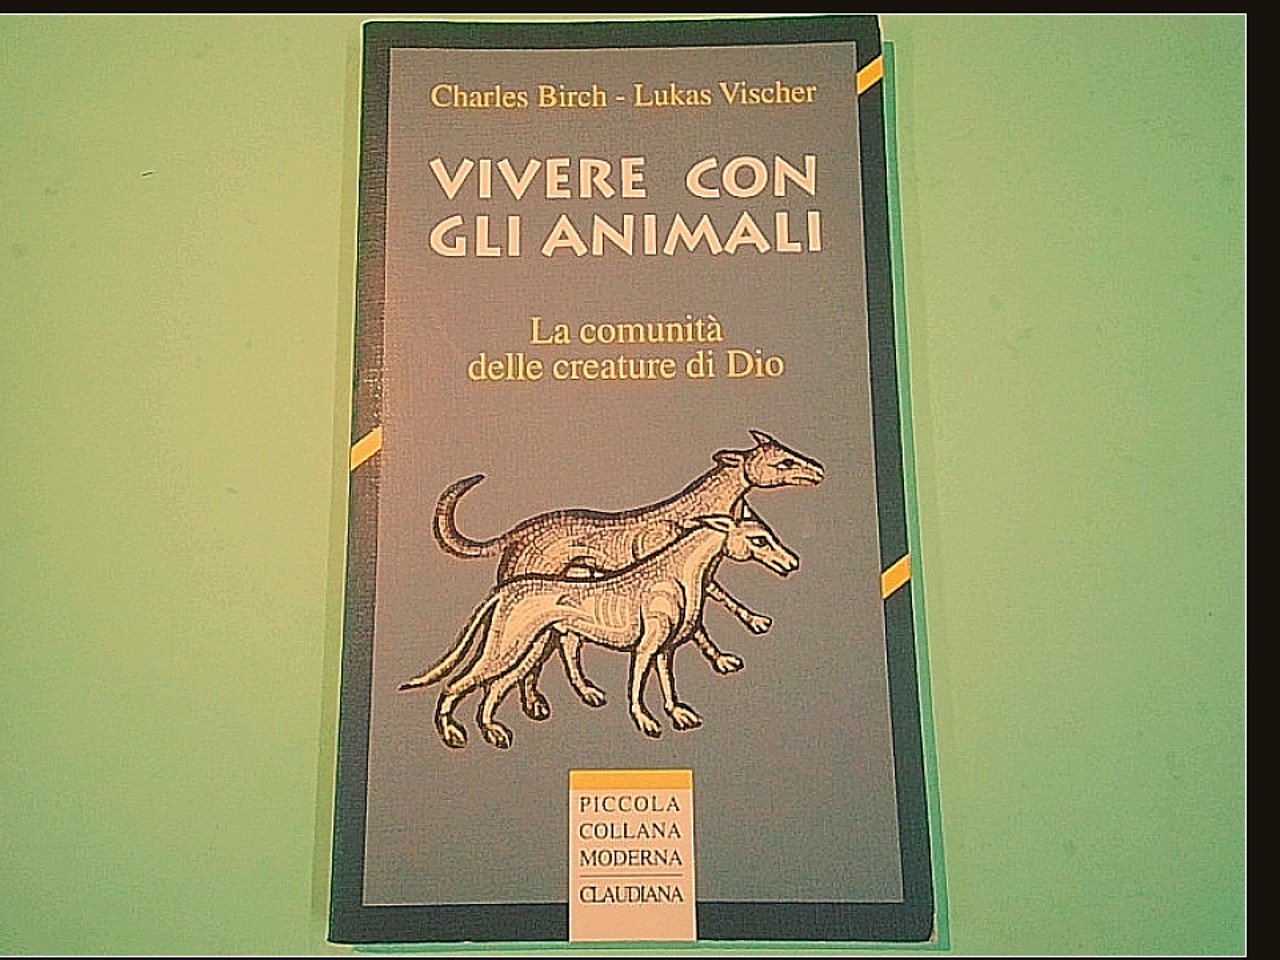 Charles Birch - Lukas Vischer
VIVERE CON
GLI ANIMALI
La comunità
delle creature di Dio
PICCOLA
COLLANA
MODERNA
CLAUDIANA